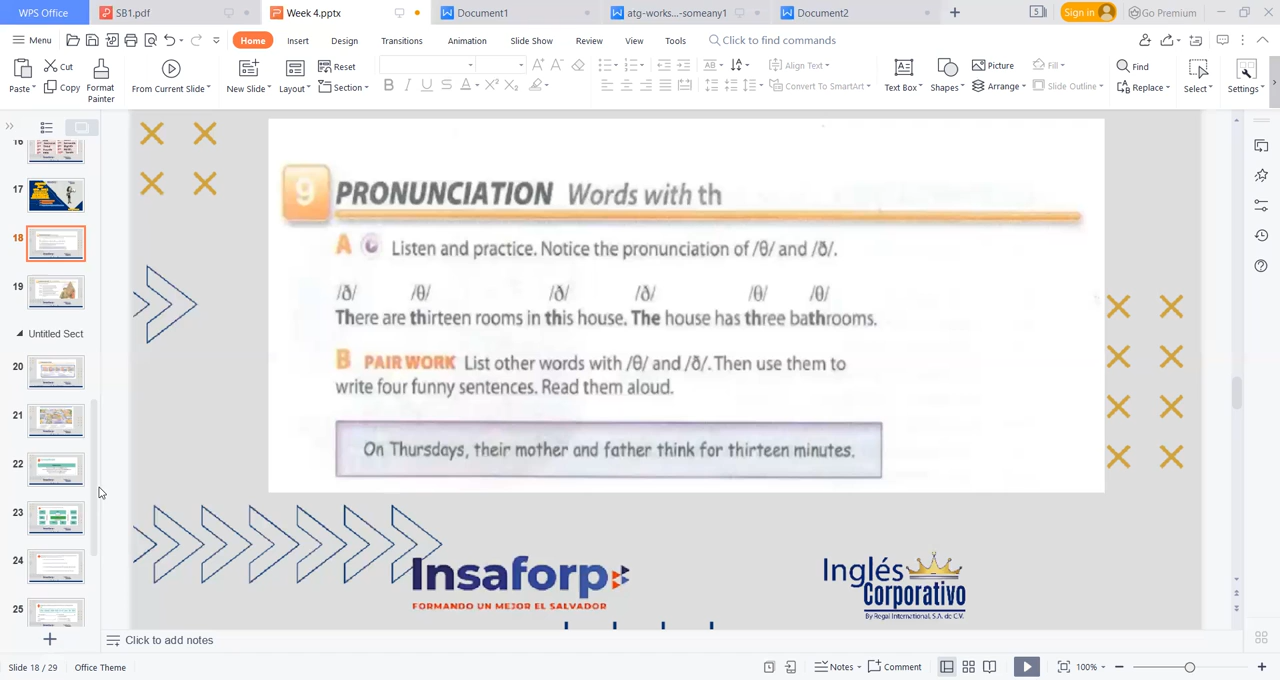 WPS Office SB1.pdf Week 4.pptx Document1 atg-works...-someany1 Document2 Sign in Go Premium
Menu Home Insert Design Transitions Animation Slide Show Review View Tools Click to find commands
Paste Cut Copy Format Painter From Current Slide New Slide Layout Reset Section Align Text Convert To SmartArt Text Box Shapes Picture Arrange Fill Slide Outline Find Replace Select Settings
16
17
18
19
Untitled Sect
20
21
22
23
24
25
9 PRONUNCIATION Words with th
A Listen and practice. Notice the pronunciation of /θ/ and /ð/.
/ð/ /θ/ /ð/ /ð/ /θ/ /θ/
There are thirteen rooms in this house. The house has three bathrooms.
B PAIR WORK List other words with /θ/ and /ð/. Then use them to
write four funny sentences. Read them aloud.
On Thursdays, their mother and father think for thirteen minutes.
Insaforp
FORMANDO UN MEJOR EL SALVADOR
Inglés
Corporativo
By Regal International, S.A. de C.V.
Click to add notes
Slide 18 / 29 Office Theme Notes Comment 100%